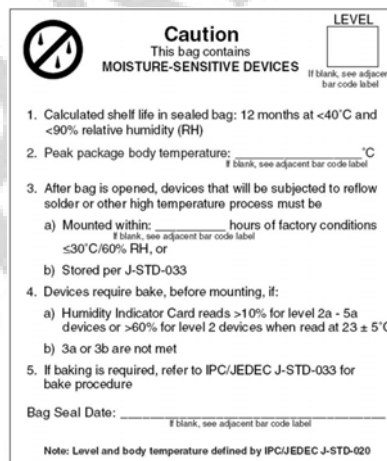 LEVEL
Caution
This bag contains
MOISTURE-SENSITIVE DEVICES
If blank, see adjacen
bar code label
1. Calculated shelf life in sealed bag: 12 months at <40˚C and
<90% relative humidity (RH)
2. Peak package body temperature: ____________________˚C
If blank, see adjacent bar code label
3. After bag is opened, devices that will be subjected to reflow
solder or other high temperature process must be
a) Mounted within: ___________ hours of factory conditions
If blank, see adjacent bar code label
≤30˚C/60% RH, or
b) Stored per J-STD-033
4. Devices require bake, before mounting, if:
a) Humidity Indicator Card reads >10% for level 2a - 5a
devices or >60% for level 2 devices when read at 23 ± 5˚C
b) 3a or 3b are not met
5. If baking is required, refer to IPC/JEDEC J-STD-033 for
bake procedure
Bag Seal Date: ______________________________________
If blank, see adjacent bar code label
Note: Level and body temperature defined by IPC/JEDEC J-STD-020